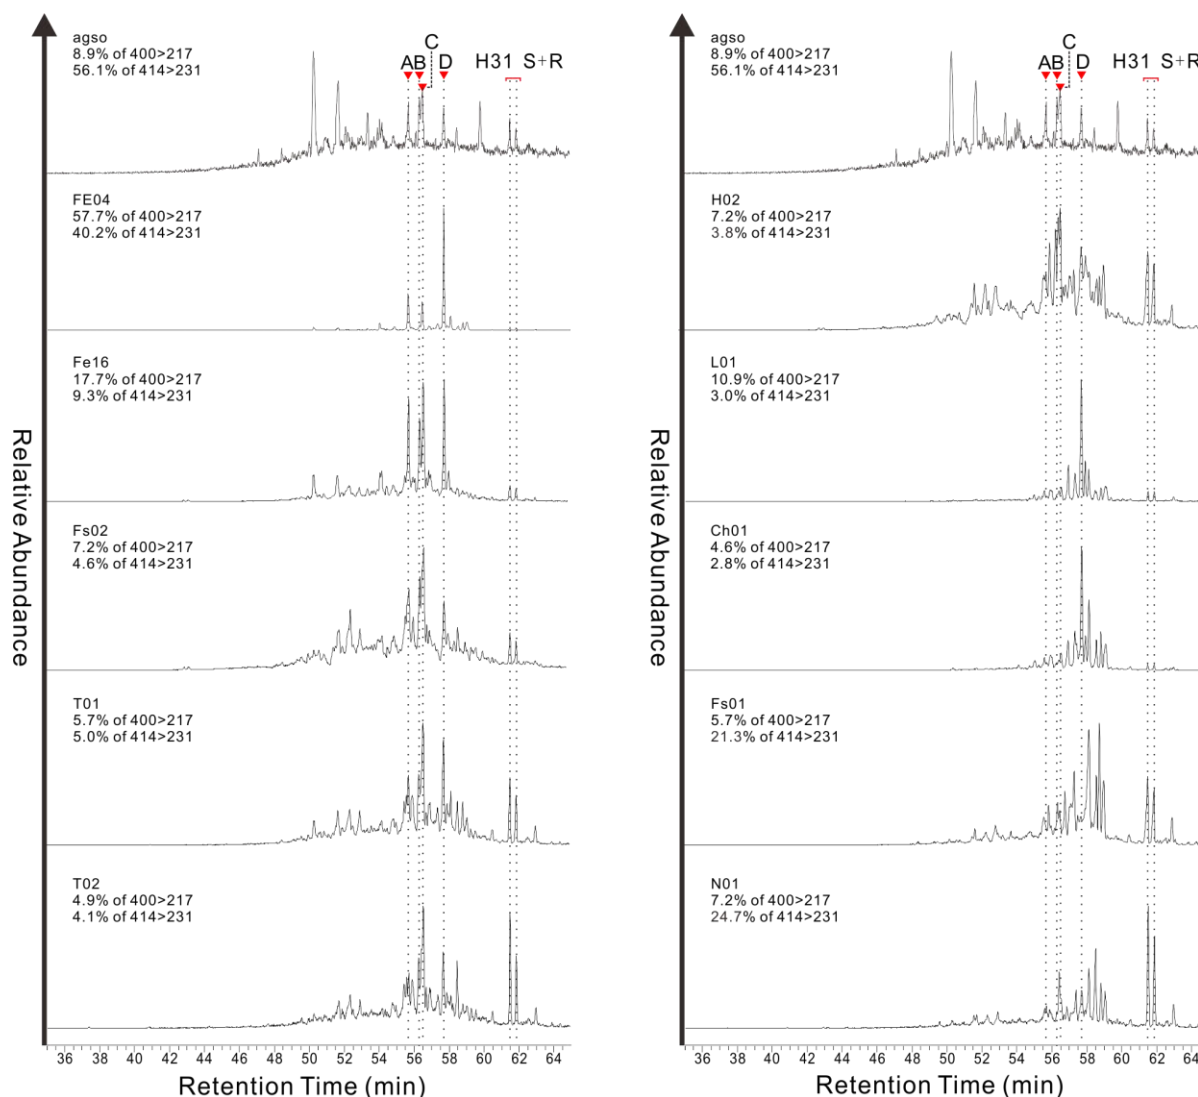 agso
8.9% of 400>217
56.1% of 414>231
A B C D H31 S+R
FE04
57.7% of 400>217
40.2% of 414>231
Fe16
17.7% of 400>217
9.3% of 414>231
Fs02
7.2% of 400>217
4.6% of 414>231
T01
5.7% of 400>217
5.0% of 414>231
T02
4.9% of 400>217
4.1% of 414>231
Relative Abundance
36 38 40 42 44 46 48 50 52 54 56 58 60 62 64
Retention Time (min)
agso
8.9% of 400>217
56.1% of 414>231
A B C D H31 S+R
H02
7.2% of 400>217
3.8% of 414>231
L01
10.9% of 400>217
3.0% of 414>231
Ch01
4.6% of 400>217
2.8% of 414>231
Fs01
5.7% of 400>217
21.3% of 414>231
N01
7.2% of 400>217
24.7% of 414>231
Relative Abundance
36 38 40 42 44 46 48 50 52 54 56 58 60 62 64
Retention Time (min)